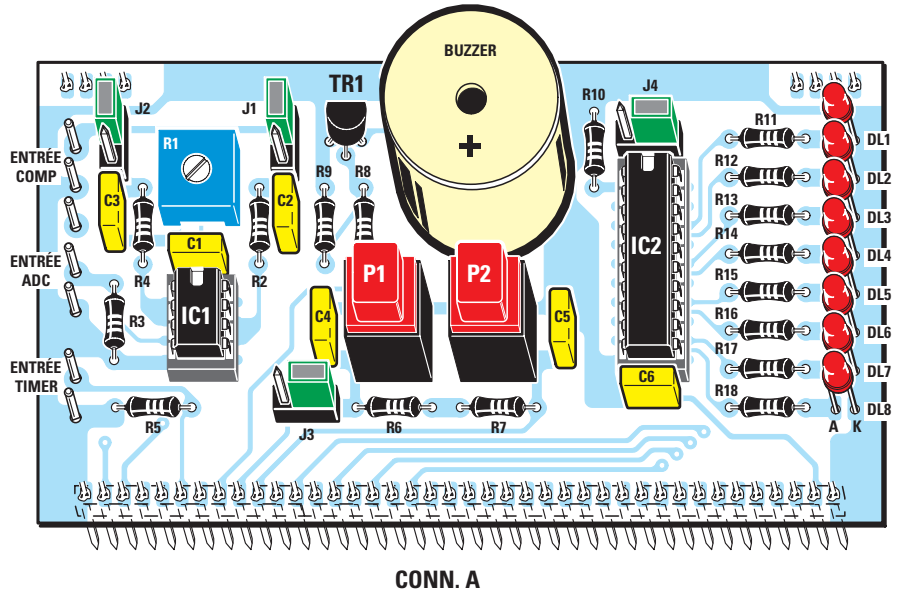 BUZZER
J2
J1
TR1
J4
R10
R11
DL1
ENTRÉE
COMP
R1
R12
DL2
C3
C2
R9
R8
R13
DL3
C1
R14
IC2
DL4
ENTRÉE
ADC
R4
R2
P1
P2
R15
DL5
R3
IC1
C4
C5
R16
DL6
ENTRÉE
TIMER
R17
DL7
C6
R18
DL8
R5
J3
R6
R7
A K
CONN. A